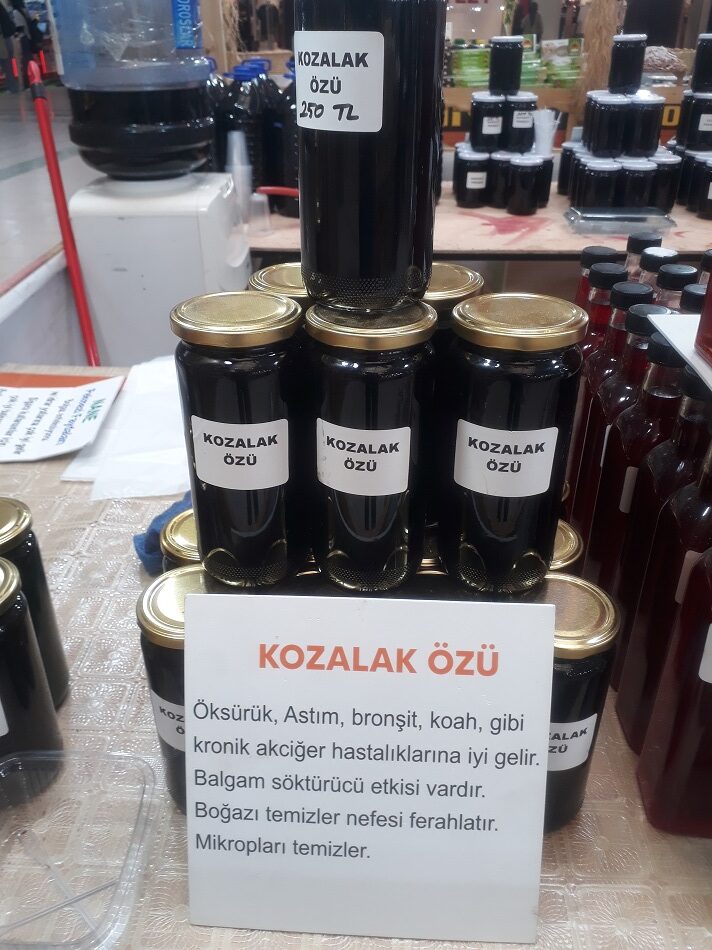 KOZALAK
ÖZÜ
250 TL
KOZALAK
ÖZÜ
KOZALAK
ÖZÜ
KOZALAK
ÖZÜ
KOZALAK ÖZÜ
Öksürük, Astım, bronşit, koah, gibi
kronik akciğer hastalıklarına iyi gelir.
Balgam söktürücü etkisi vardır.
Boğazı temizler nefesi ferahlatır.
Mikropları temizler.
NANE